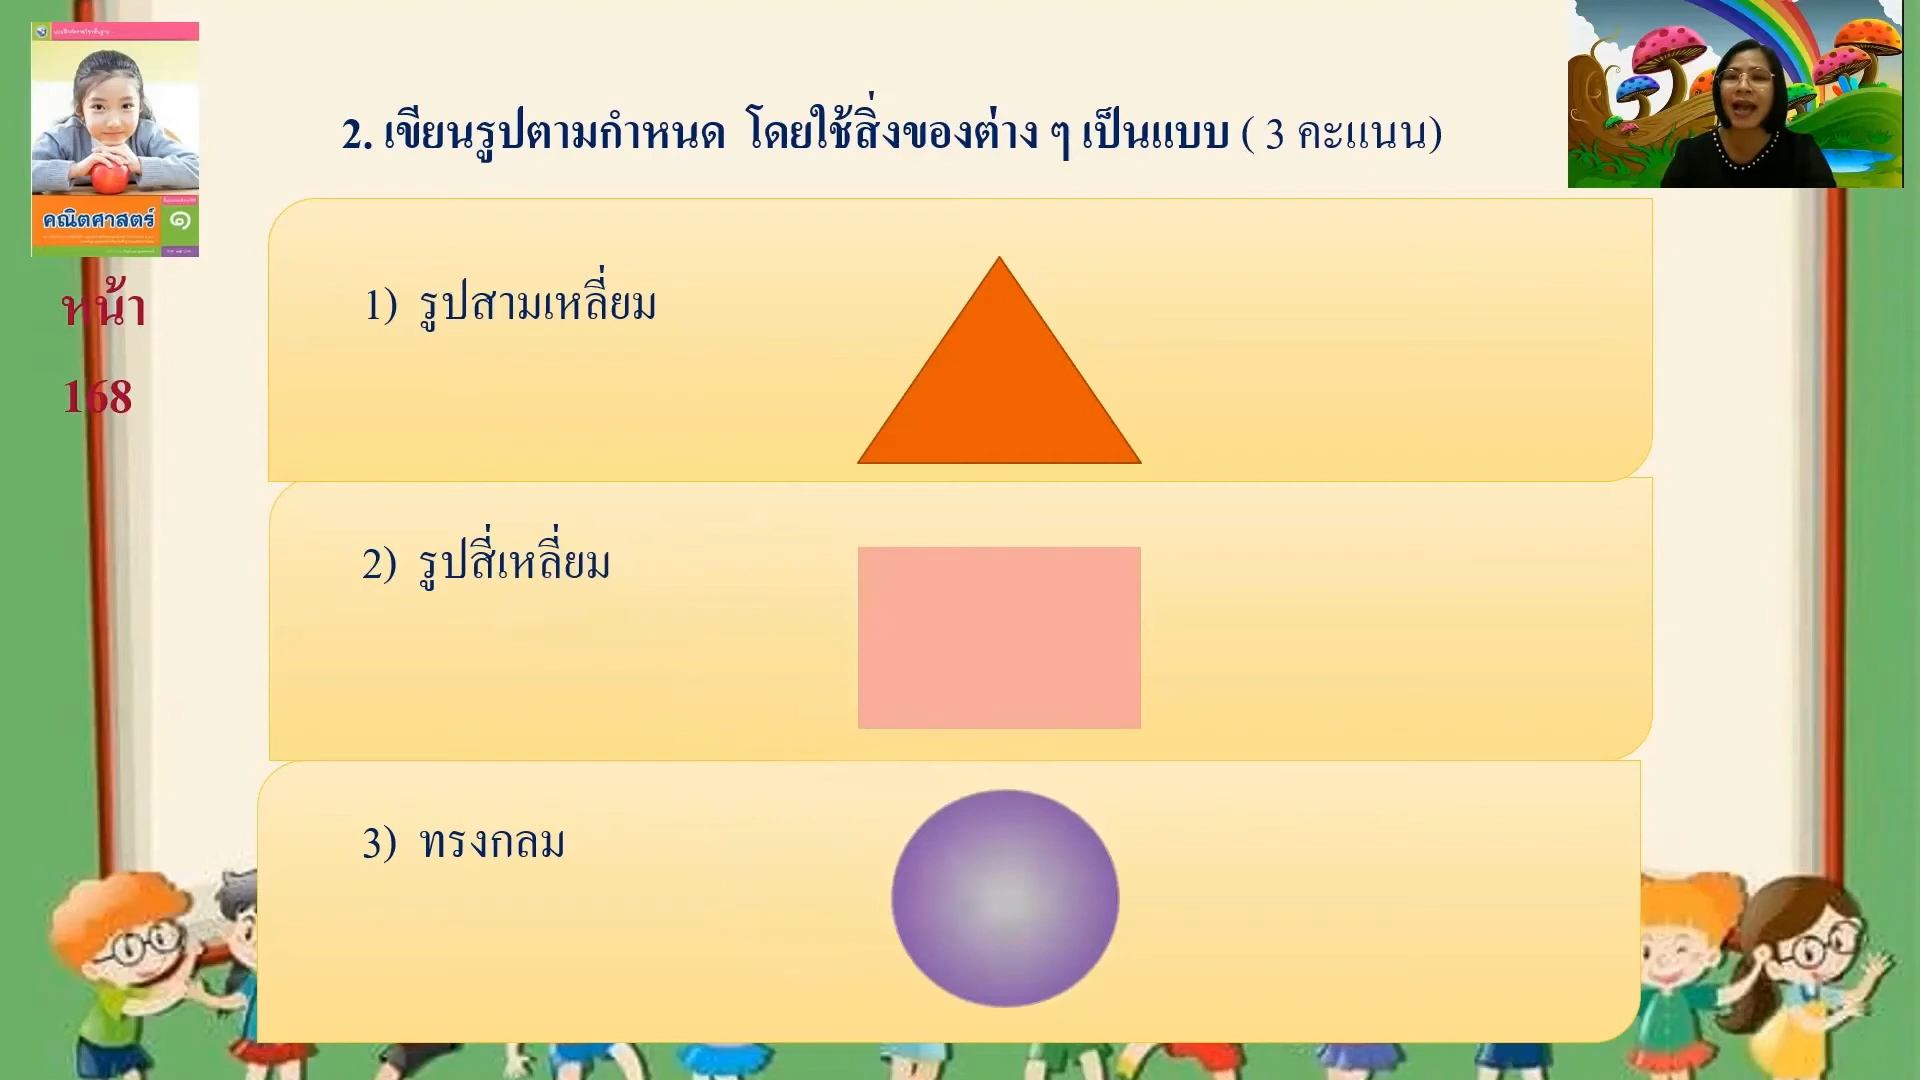 คณิตศาสตร์
๑
หน้า
168
2. เขียนรูปตามกำหนด โดยใช้สิ่งของต่าง ๆ เป็นแบบ ( 3 คะแนน)
1) รูปสามเหลี่ยม
2) รูปสี่เหลี่ยม
3) ทรงกลม